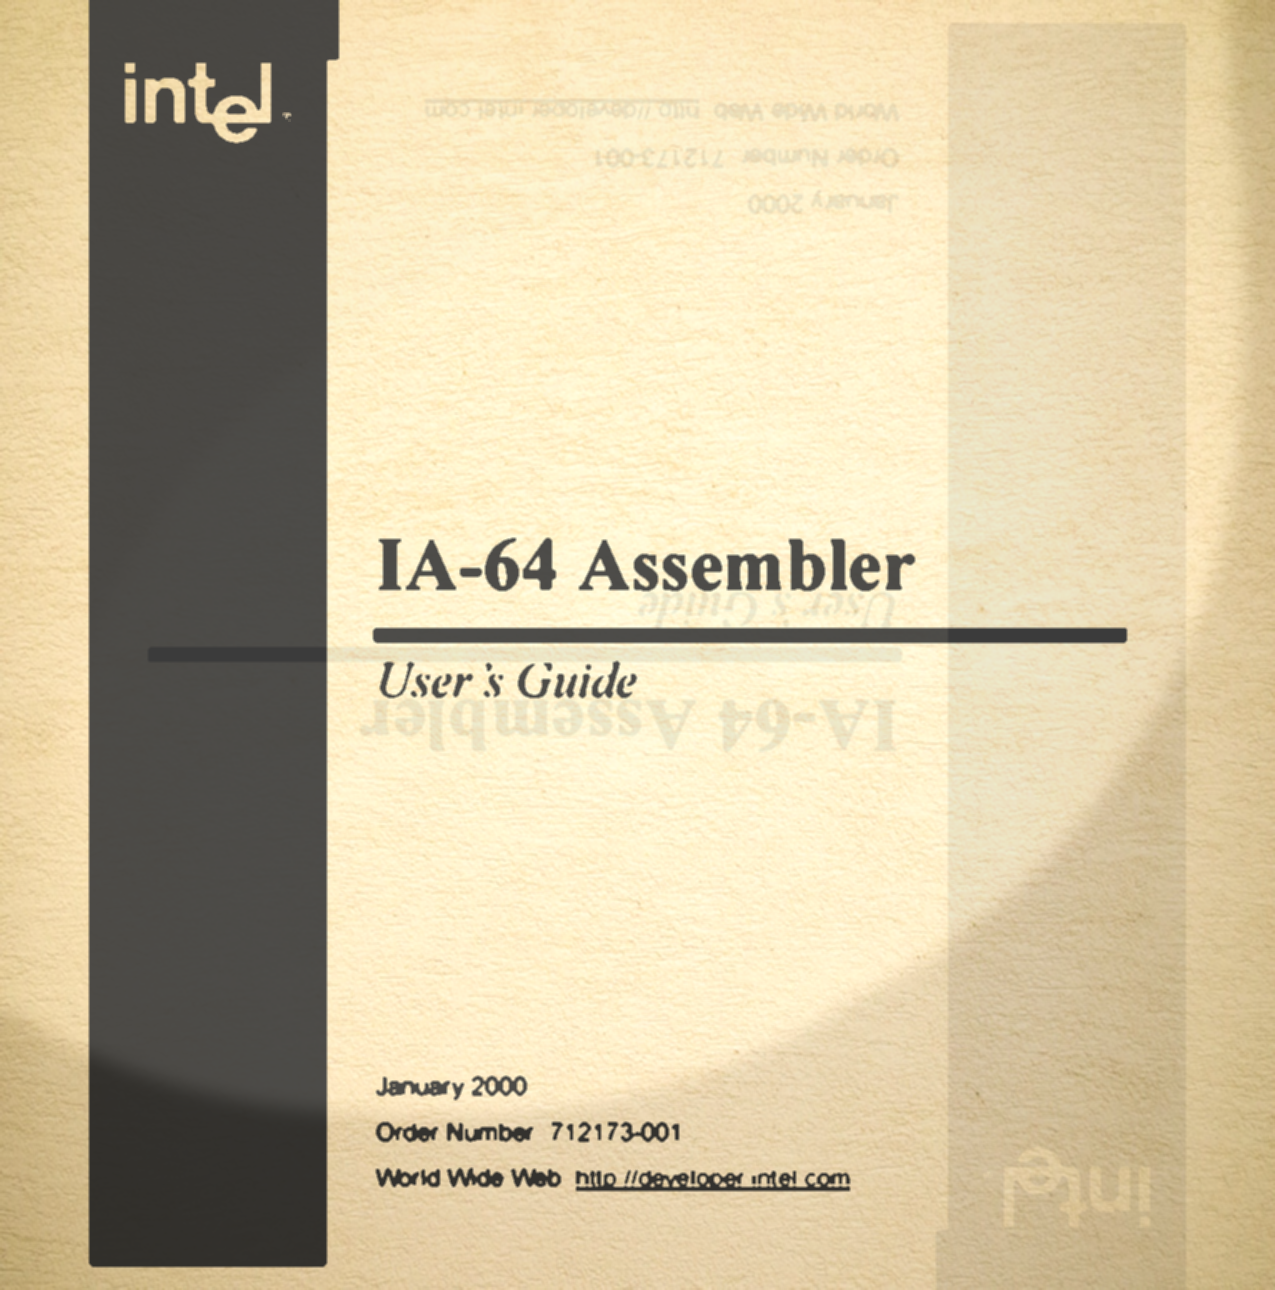 intel
IA-64 Assembler
User's Guide
January 2000
Order Number 712173-001
World Wide Web http://developer.intel.com